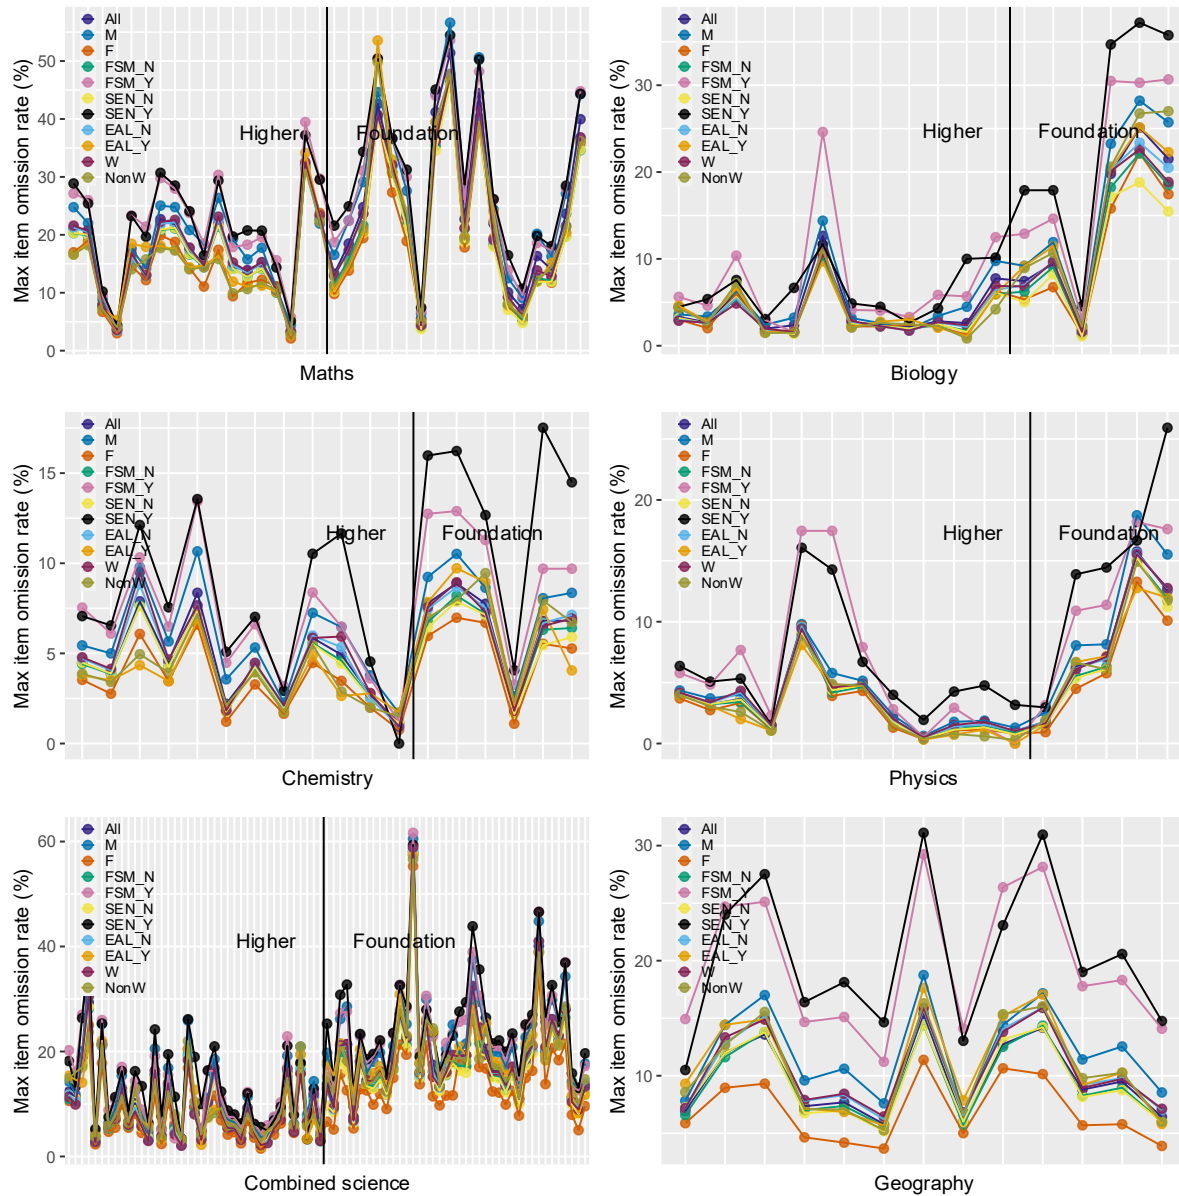 Max item omission rate (%)
50
40
30
20
10
0
All
M
F
FSM_N
FSM_Y
SEN_N
SEN_Y
EAL_N
EAL_Y
W
NonW
Higher
Foundation
Maths
Max item omission rate (%)
30
20
10
0
All
M
F
FSM_N
FSM_Y
SEN_N
SEN_Y
EAL_N
EAL_Y
W
NonW
Higher
Foundation
Biology
Max item omission rate (%)
15
10
5
0
All
M
F
FSM_N
FSM_Y
SEN_N
SEN_Y
EAL_N
EAL_Y
W
NonW
Higher
Foundation
Chemistry
Max item omission rate (%)
20
10
0
All
M
F
FSM_N
FSM_Y
SEN_N
SEN_Y
EAL_N
EAL_Y
W
NonW
Higher
Foundation
Physics
Max item omission rate (%)
60
40
20
0
All
M
F
FSM_N
FSM_Y
SEN_N
SEN_Y
EAL_N
EAL_Y
W
NonW
Higher
Foundation
Combined science
Max item omission rate (%)
30
20
10
All
M
F
FSM_N
FSM_Y
SEN_N
SEN_Y
EAL_N
EAL_Y
W
NonW
Geography